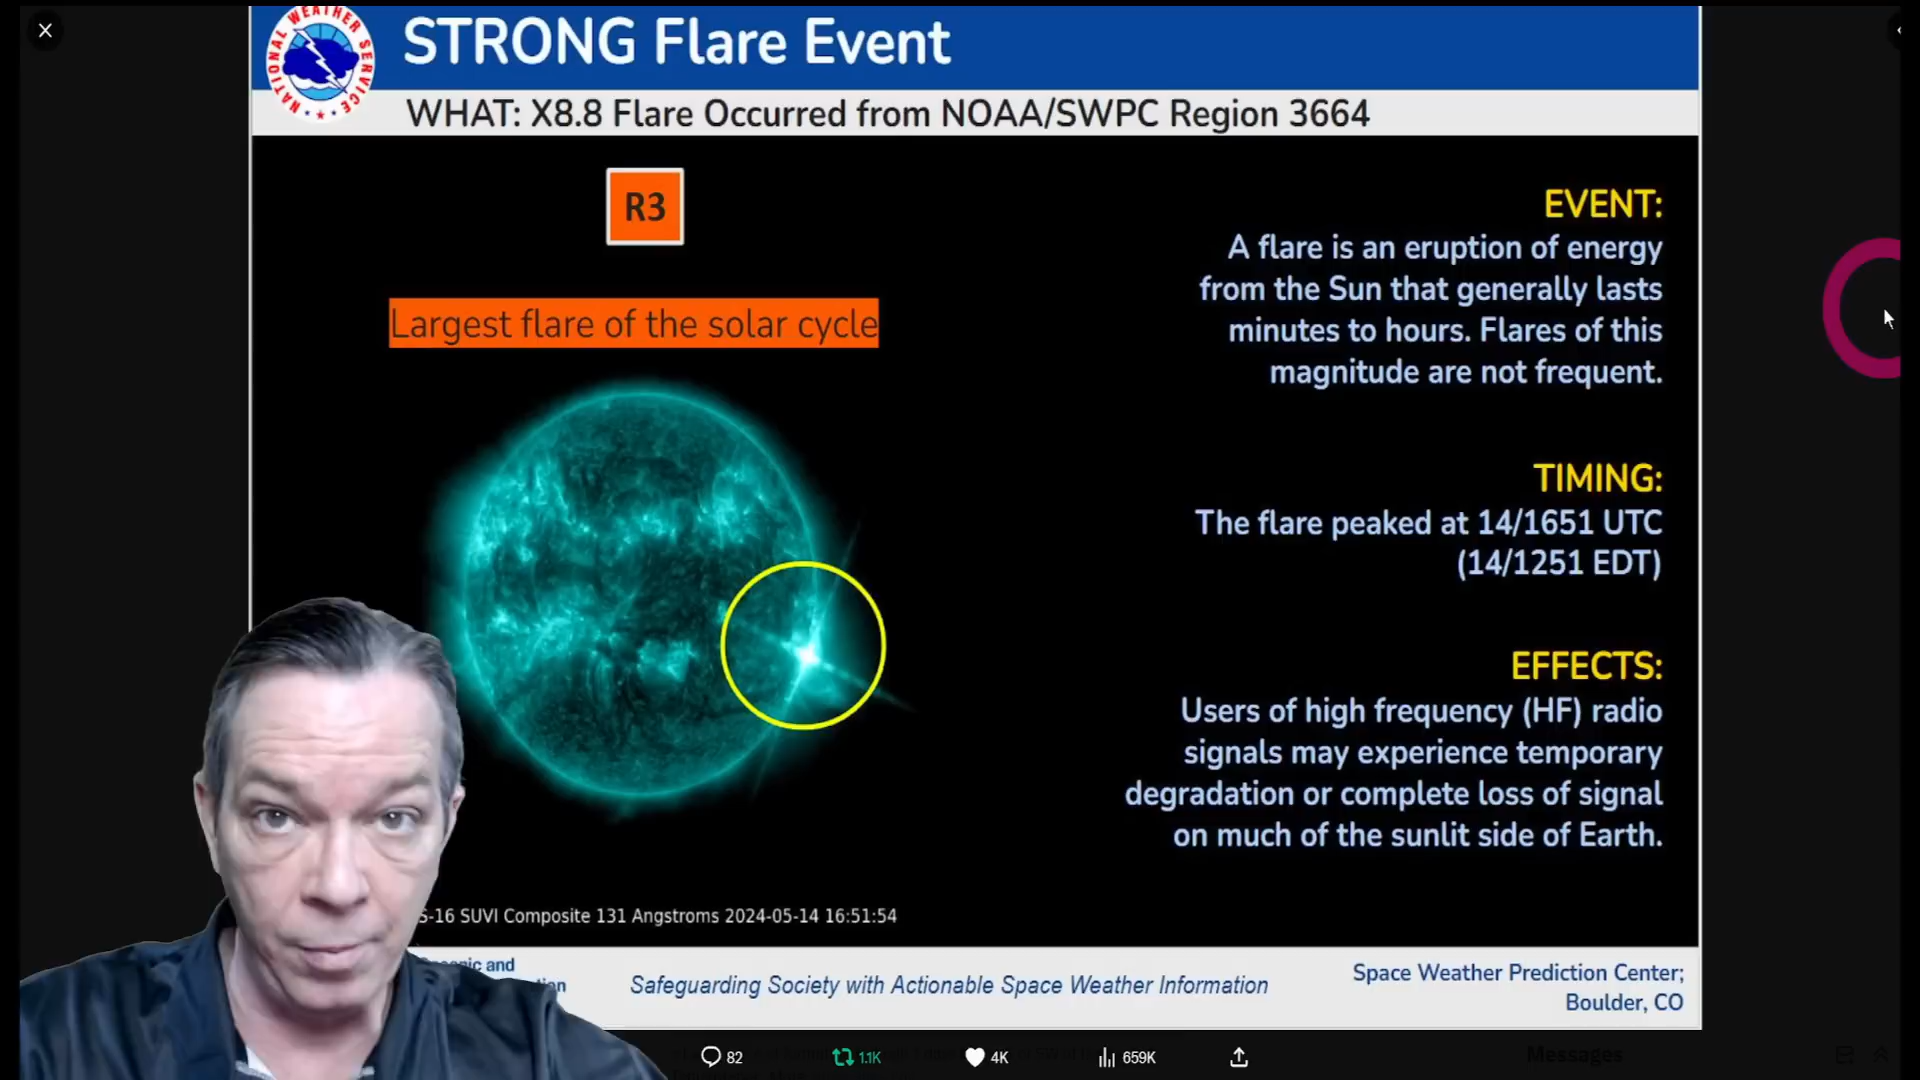 NATIONAL WEATHER SERVICE
STRONG Flare Event
WHAT: X8.8 Flare Occurred from NOAA/SWPC Region 3664
R3
Largest flare of the solar cycle
EVENT:
A flare is an eruption of energy
from the Sun that generally lasts
minutes to hours. Flares of this
magnitude are not frequent.
TIMING:
The flare peaked at 14/1651 UTC
(14/1251 EDT)
EFFECTS:
Users of high frequency (HF) radio
signals may experience temporary
degradation or complete loss of signal
on much of the sunlit side of Earth.
S-16 SUVI Composite 131 Angstroms 2024-05-14 16:51:54
and
Safeguarding Society with Actionable Space Weather Information
Space Weather Prediction Center;
Boulder, CO
82
1.1K
4K
659K
Messages